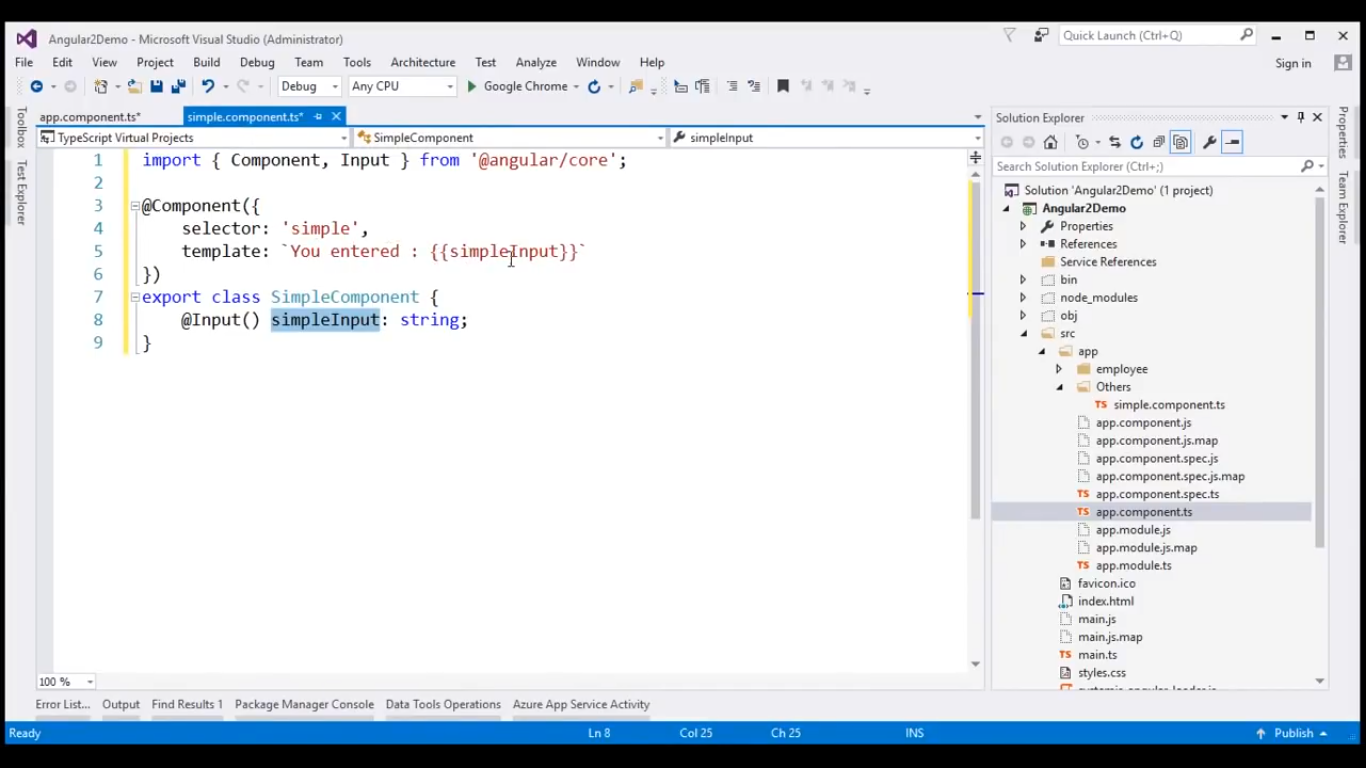 Angular2Demo - Microsoft Visual Studio (Administrator)
Quick Launch (Ctrl+Q)
File Edit View Project Build Debug Team Tools Architecture Test Analyze Window Help
Sign in
Debug Any CPU Google Chrome
Toolbox
Test Explorer
app.component.ts*
simple.component.ts*
TypeScript Virtual Projects
SimpleComponent
simpleInput
1 import { Component, Input } from '@angular/core';
2
3 @Component({
4 selector: 'simple',
5 template: `You entered : {{simpleInput}}`
6 })
7 export class SimpleComponent {
8 @Input() simpleInput: string;
9 }
100 %
Solution Explorer
Search Solution Explorer (Ctrl+;)
Solution 'Angular2Demo' (1 project)
Angular2Demo
Properties
References
Service References
bin
node_modules
obj
src
app
employee
Others
TS simple.component.ts
app.component.js
app.component.js.map
app.component.spec.js
app.component.spec.js.map
TS app.component.spec.ts
TS app.component.ts
app.module.js
app.module.js.map
TS app.module.ts
favicon.ico
index.html
main.js
main.js.map
TS main.ts
styles.css
Properties
Team Explorer
Error List... Output Find Results 1 Package Manager Console Data Tools Operations Azure App Service Activity
Ready Ln 8 Col 25 Ch 25 INS Publish